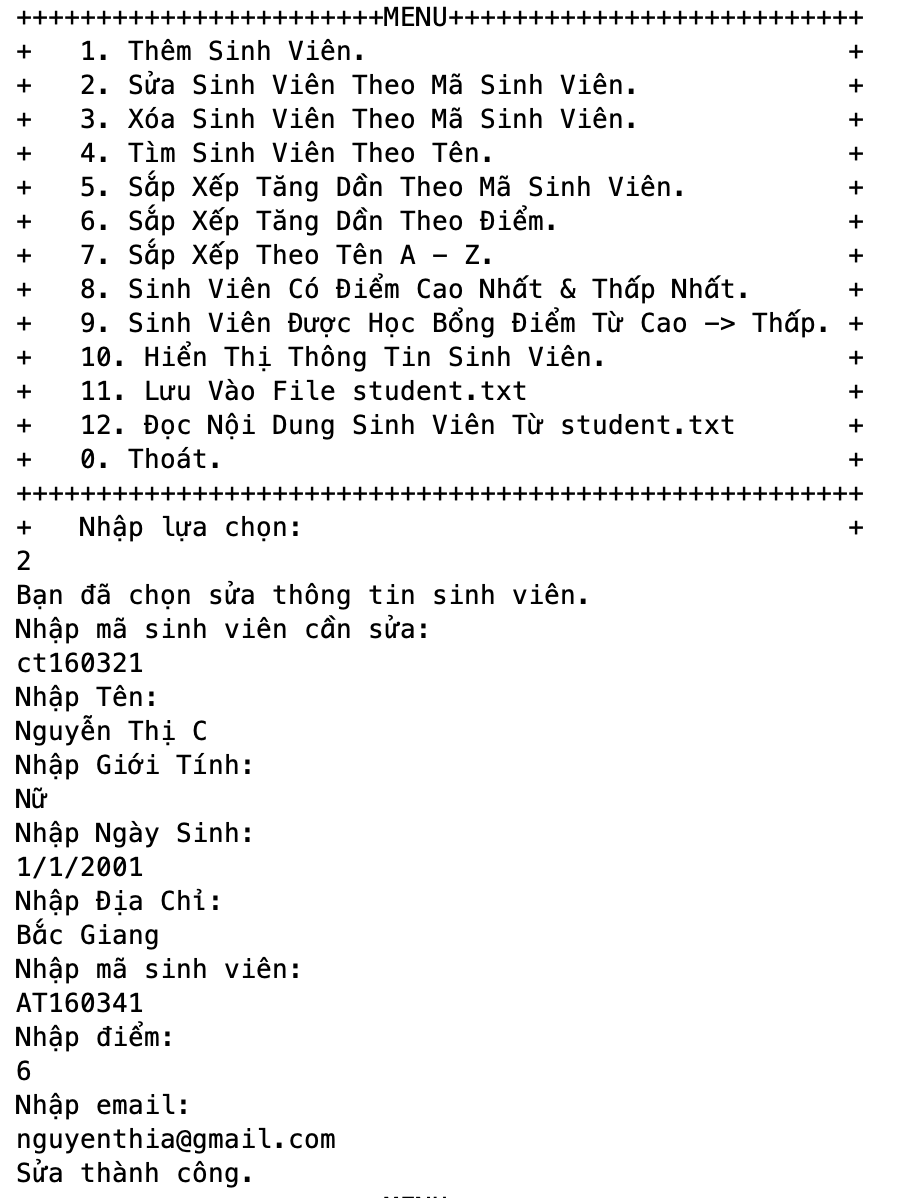 +++++++++++++++++++++++MENU++++++++++++++++++++++++++
+   1. Thêm Sinh Viên.                              +
+   2. Sửa Sinh Viên Theo Mã Sinh Viên.             +
+   3. Xóa Sinh Viên Theo Mã Sinh Viên.             +
+   4. Tìm Sinh Viên Theo Tên.                      +
+   5. Sắp Xếp Tăng Dần Theo Mã Sinh Viên.          +
+   6. Sắp Xếp Tăng Dần Theo Điểm.                  +
+   7. Sắp Xếp Theo Tên A - Z.                      +
+   8. Sinh Viên Có Điểm Cao Nhất & Thấp Nhất.      +
+   9. Sinh Viên Được Học Bổng Điểm Từ Cao -> Thấp. +
+   10. Hiển Thị Thông Tin Sinh Viên.               +
+   11. Lưu Vào File student.txt                    +
+   12. Đọc Nội Dung Sinh Viên Từ student.txt       +
+   0. Thoát.                                       +
+++++++++++++++++++++++++++++++++++++++++++++++++++++
+   Nhập lựa chọn:                                  +
2
Bạn đã chọn sửa thông tin sinh viên.
Nhập mã sinh viên cần sửa:
ct160321
Nhập Tên:
Nguyễn Thị C
Nhập Giới Tính:
Nữ
Nhập Ngày Sinh:
1/1/2001
Nhập Địa Chỉ:
Bắc Giang
Nhập mã sinh viên:
AT160341
Nhập điểm:
6
Nhập email:
nguyenthia@gmail.com
Sửa thành công.